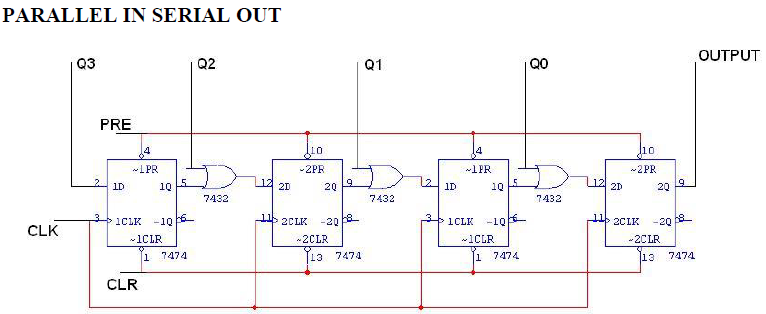 PARALLEL IN SERIAL OUT
Q3 Q2 Q1 Q0 OUTPUT
PRE
4 10 4 10
~1PR ~2PR ~1PR ~2PR
2 1D 1Q 5 12 2D 2Q 9 2 1D 1Q 5 12 2D 2Q 9
7432 7432 7432
CLK
3 1CLK ~1Q 6 11 2CLK ~2Q 8 3 1CLK ~1Q 6 11 2CLK ~2Q 8
~1CLR ~2CLR ~1CLR ~2CLR
1 7474 13 7474 1 7474 13 7474
CLR